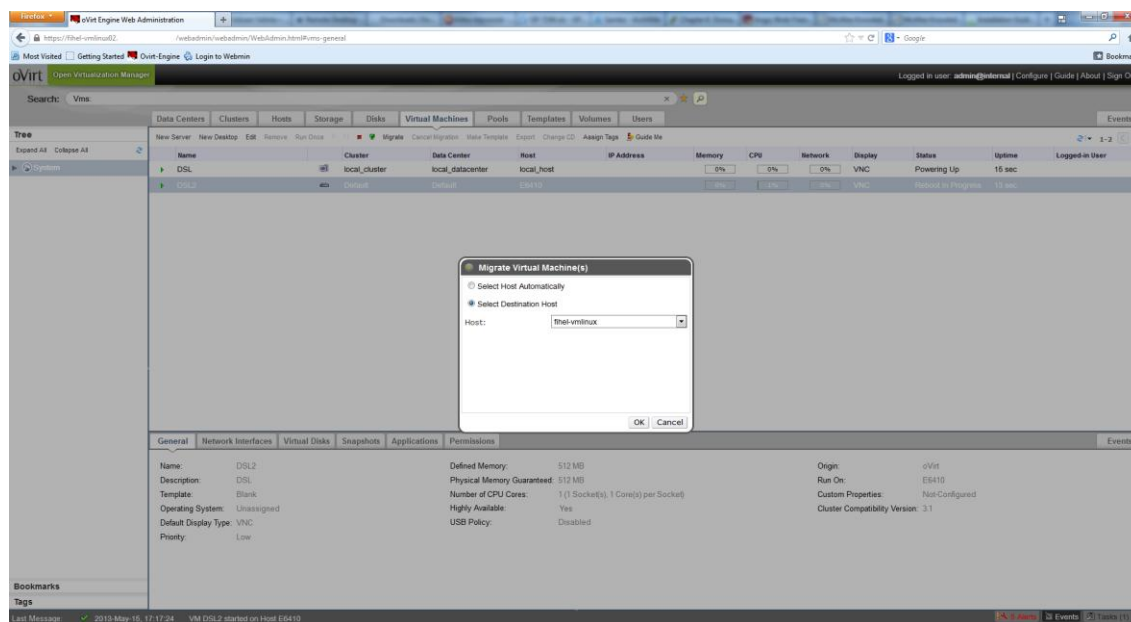 Firefox
oVirt Engine Web Administration
https://fihel-vmlinux02. /webadmin/webadmin/WebAdmin.html#vms-general
Google
Most Visited Getting Started Ovirt-Engine Login to Webmin
oVirt Open Virtualization Manager
Logged in user: admin@internal | Configure | Guide | About | Sign O
Search: Vms:
Data Centers Clusters Hosts Storage Disks Virtual Machines Pools Templates Volumes Users Events
Tree
New Server New Desktop Edit Remove Run Once Migrate Cancel Migration Make Template Export Change CD Assign Tags Guide Me 1-2
Expand All Collapse All
Name Cluster Data Center Host IP Address Memory CPU Network Display Status Uptime Logged-in User
System
DSL local_cluster local_datacenter local_host 0% 0% 0% VNC Powering Up 15 sec
DSL2 Default Default E6410 0% 0% 0% VNC Reboot In Progress
Migrate Virtual Machine(s)
Select Host Automatically
Select Destination Host
Host: fihel-vmlinux
OK Cancel
General Network Interfaces Virtual Disks Snapshots Applications Permissions Events
Name: DSL2 Defined Memory: 512 MB Origin: oVirt
Description: DSL Physical Memory Guaranteed: 512 MB Run On: E6410
Template: Blank Number of CPU Cores: 1 (1 Socket(s), 1 Core(s) per Socket) Custom Properties: Not-Configured
Operating System: Unassigned Highly Available: Yes Cluster Compatibility Version: 3.1
Default Display Type: VNC USB Policy: Disabled
Priority: Low
Bookmarks
Tags
Last Message: 2013-May-15, 17:17:24 VM DSL2 started on Host E6410 Alerts Events Tasks (1)